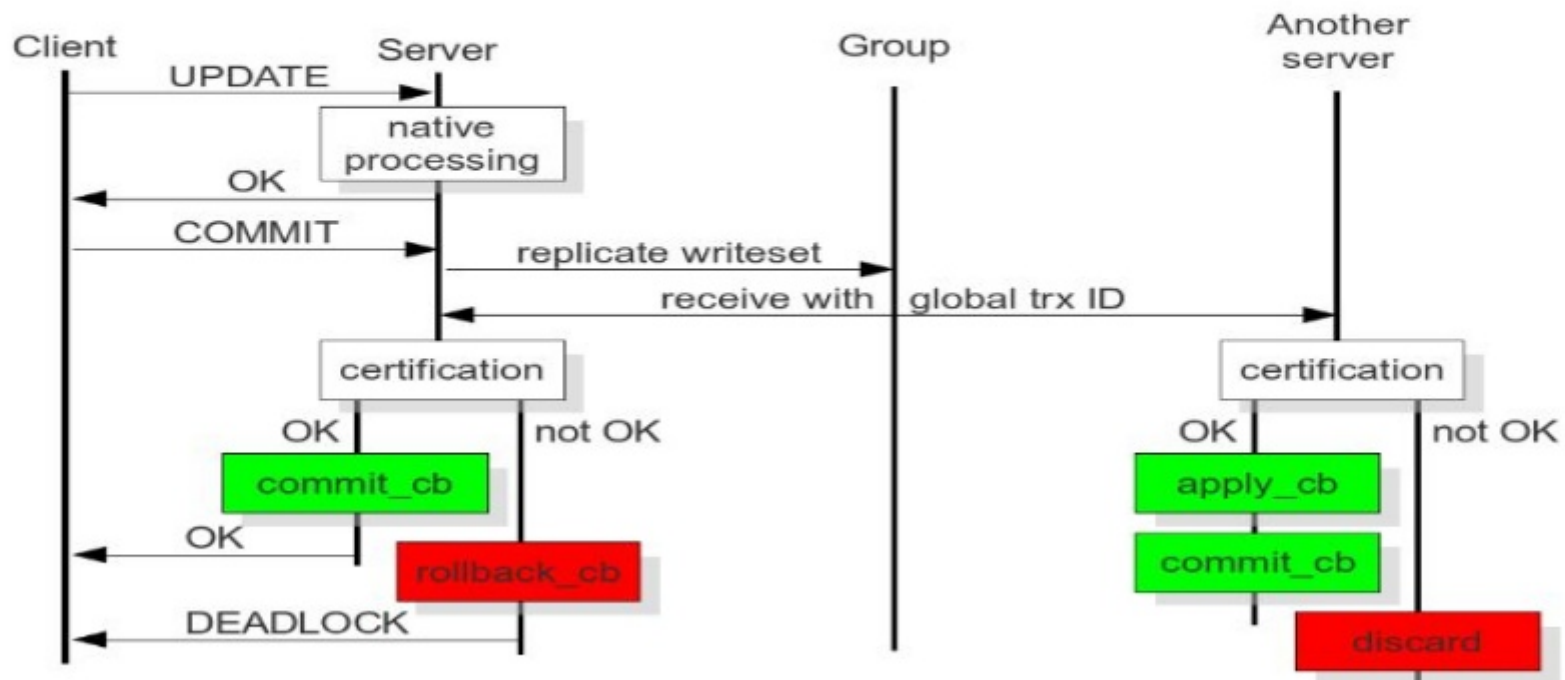 Client
Server
Group
Another
server
UPDATE
native
processing
OK
COMMIT
replicate writeset
receive with global trx ID
certification
certification
OK
not OK
OK
not OK
commit_cb
apply_cb
OK
rollback_cb
commit_cb
DEADLOCK
discard